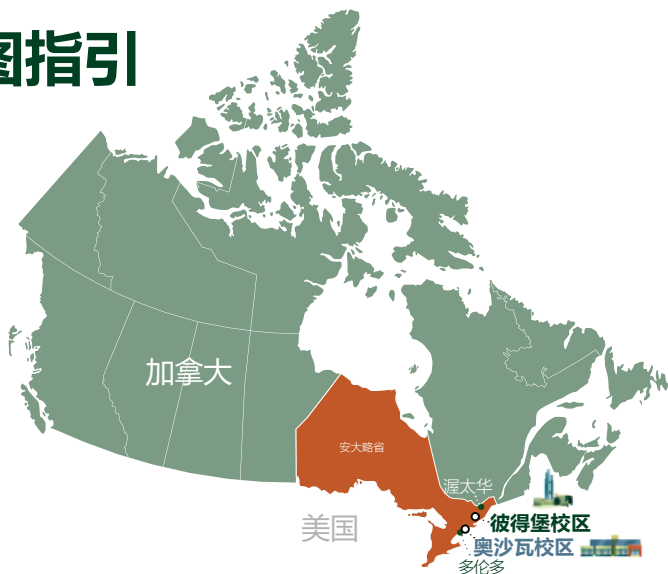 图指引
加拿大
安大略省
渥太华
美国
彼得堡校区
奥沙瓦校区
多伦多